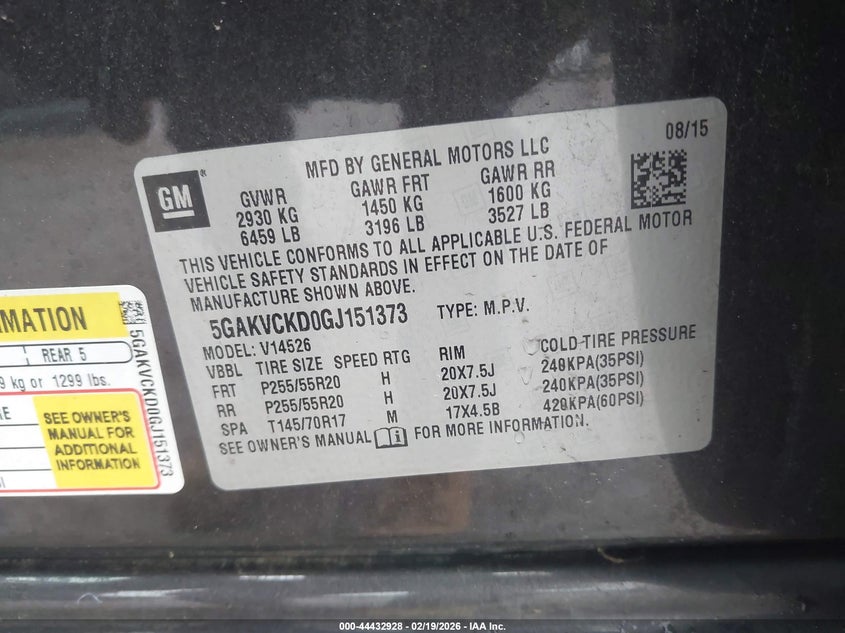 08/15
MFD BY GENERAL MOTORS LLC
GM
GVWR GAWR FRT GAWR RR
2930 KG 1450 KG 1600 KG
6459 LB 3196 LB 3527 LB
THIS VEHICLE CONFORMS TO ALL APPLICABLE U.S. FEDERAL MOTOR
VEHICLE SAFETY STANDARDS IN EFFECT ON THE DATE OF
MANUFACTURE SHOWN ABOVE.
5GAKVCKD0GJ151373 TYPE: M.P.V.
MODEL: V14526
VBBL TIRE SIZE SPEED RTG RIM COLD TIRE PRESSURE
FRT P255/55R20 H 20X7.5J 240KPA(35PSI)
RR P255/55R20 H 20X7.5J 240KPA(35PSI)
SPA T145/70R17 M 17X4.5B 420KPA(60PSI)
SEE OWNER'S MANUAL FOR MORE INFORMATION.
REAR 5
kg or 1299 lbs.
SEE OWNER'S
MANUAL FOR
ADDITIONAL
INFORMATION
5GAKVCKD0GJ151373
000-44432928 - 02/19/2026 - IAA Inc.